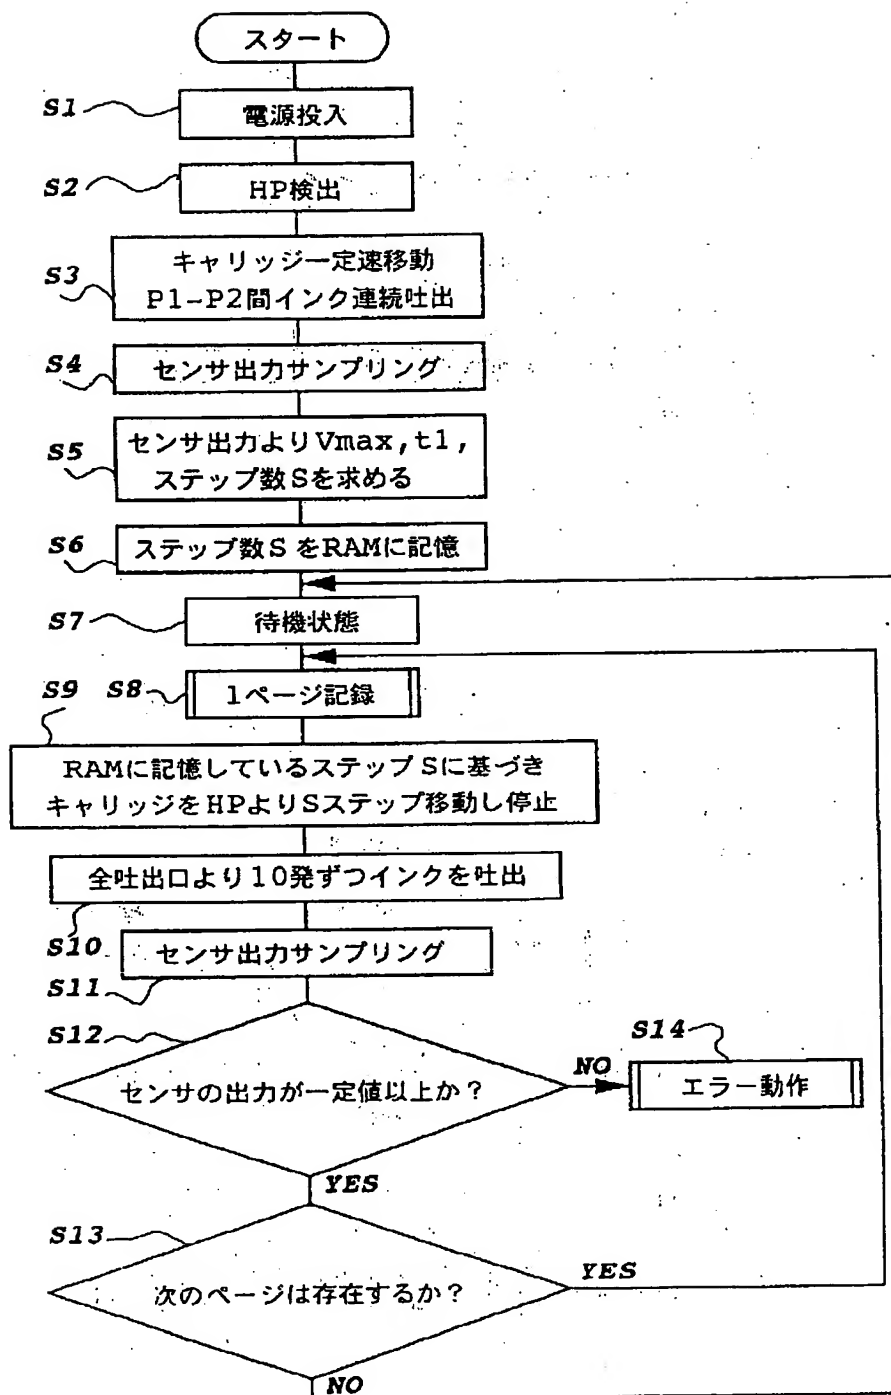 スタート
S1
電源投入
S2
HP検出
S3
キャリッジ一定速移動
P1-P2間インク連続吐出
S4
センサ出力サンプリング
S5
センサ出力よりVmax,t1,
ステップ数Sを求める
S6
ステップ数SをRAMに記憶
S7
待機状態
S9 S8
1ページ記録
RAMに記憶しているステップSに基づき
キャリッジをHPよりSステップ移動し停止
全吐出口より10発ずつインクを吐出
S10
センサ出力サンプリング
S11
S12
センサの出力が一定値以上か?
NO
S14
エラー動作
YES
S13
次のページは存在するか?
YES
NO